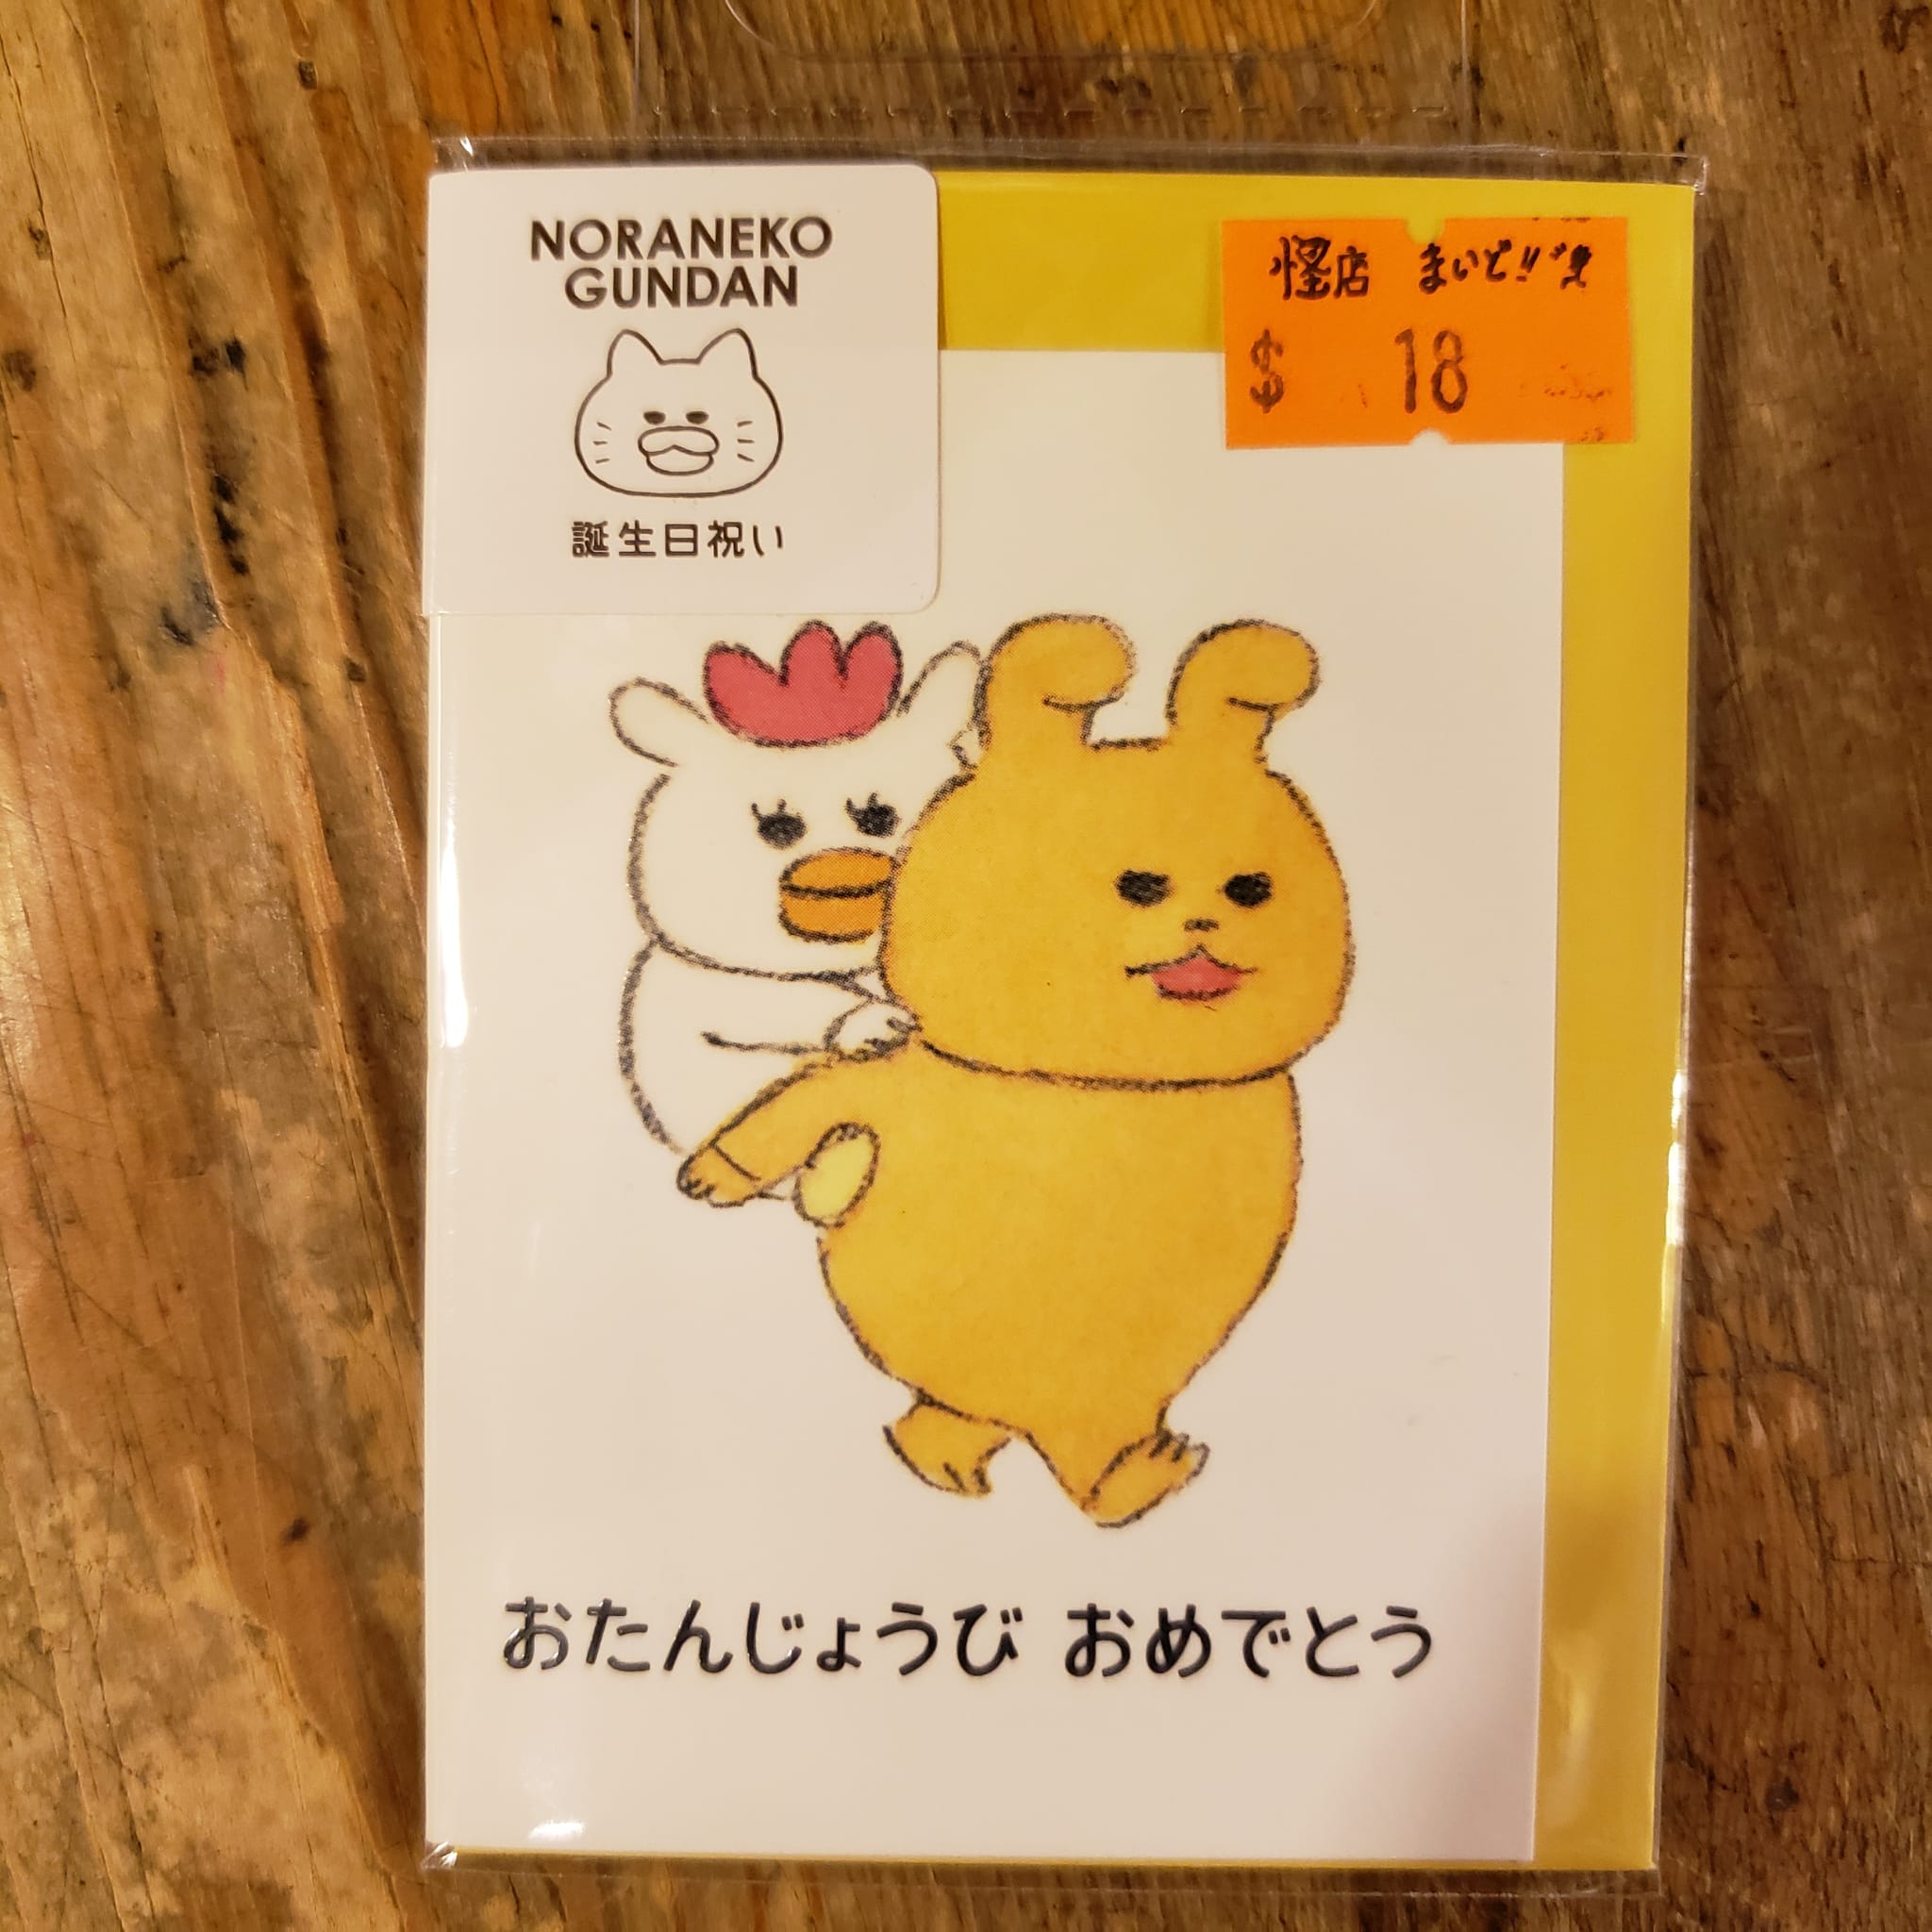 NORANEKO
GUNDAN
誕生日祝い
怪店 まいど!!
$ 18
おたんじょうび おめでとう